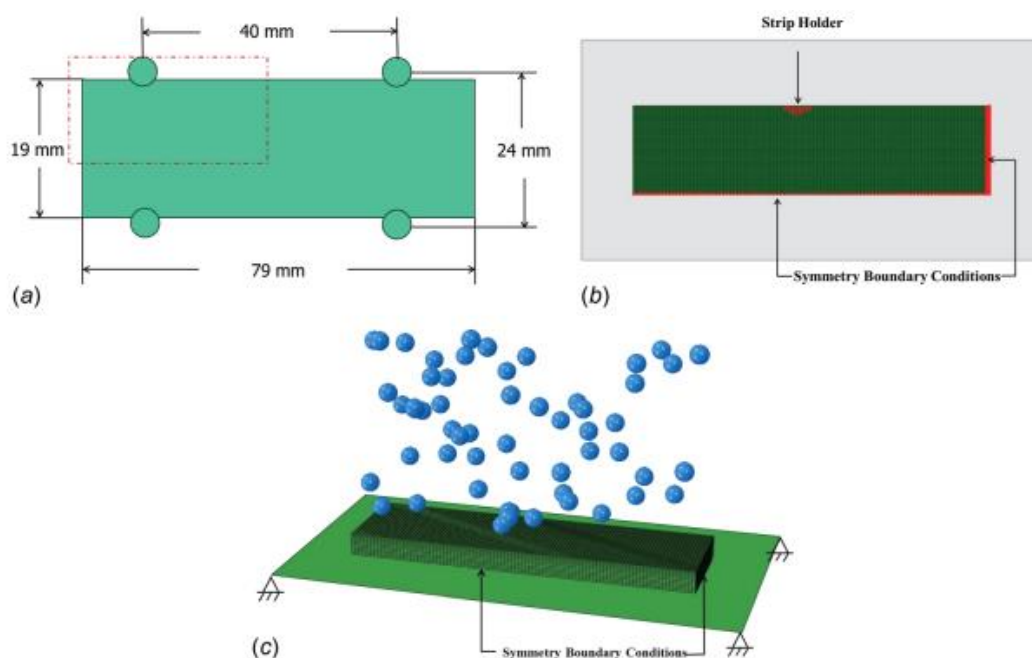 40 mm
19 mm
24 mm
79 mm
(a)
Strip Holder
Symmetry Boundary Conditions
(b)
Symmetry Boundary Conditions
(c)